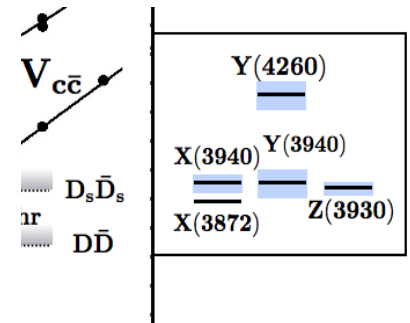 Y(4260)
V_{cc̄}
X(3940)
Y(3940)
D_sD̄_s
Z(3930)
X(3872)
DD̄